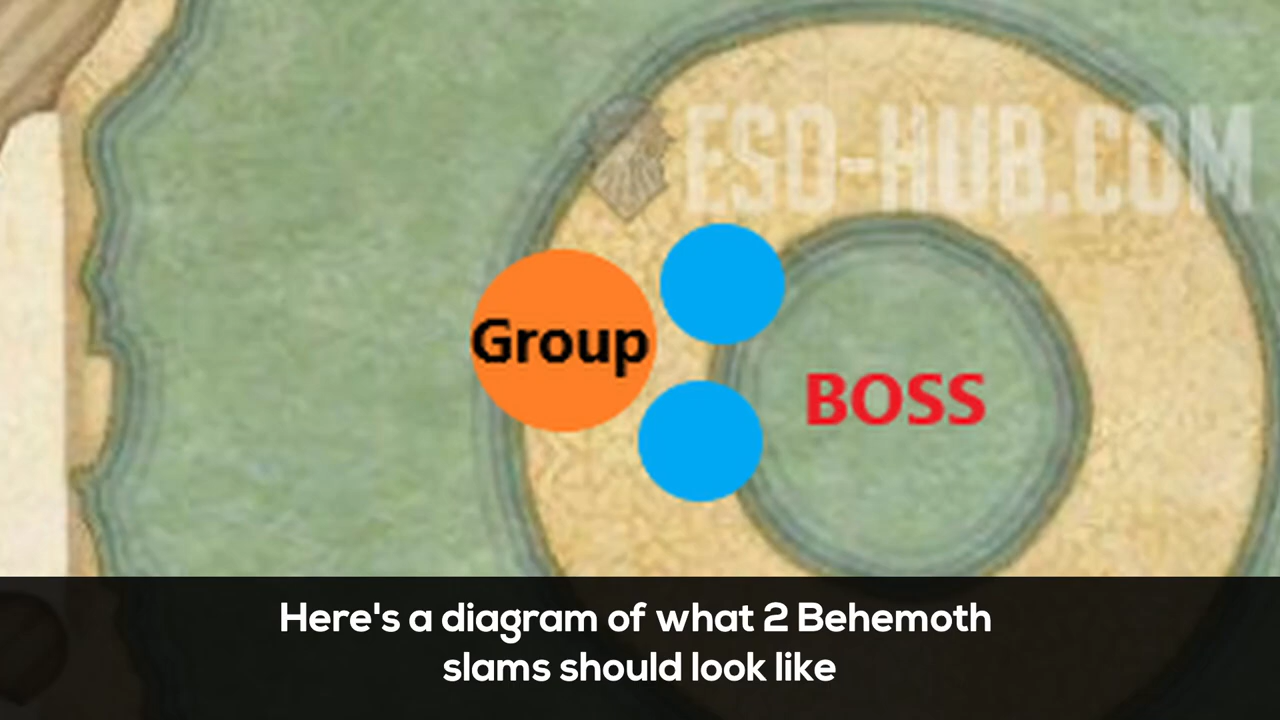 ESO-HUB.COM
Group
BOSS
Here's a diagram of what 2 Behemoth
slams should look like